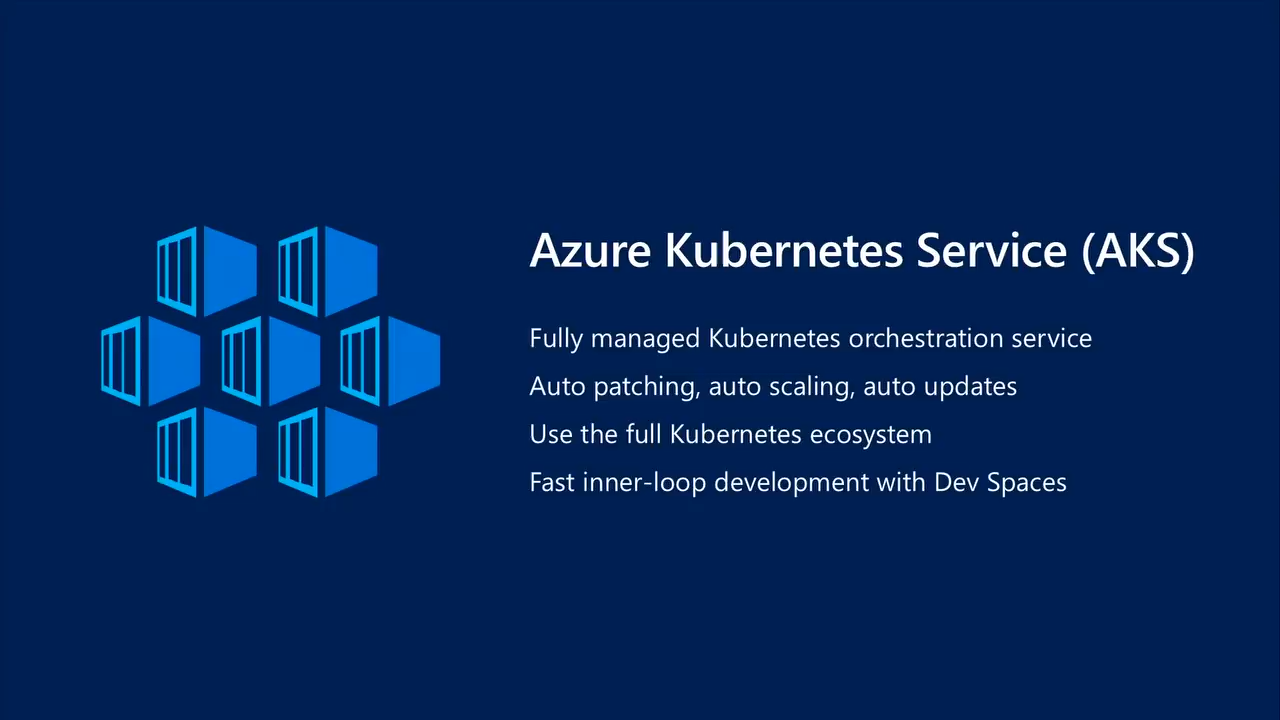 Azure Kubernetes Service (AKS)
Fully managed Kubernetes orchestration service
Auto patching, auto scaling, auto updates
Use the full Kubernetes ecosystem
Fast inner-loop development with Dev Spaces